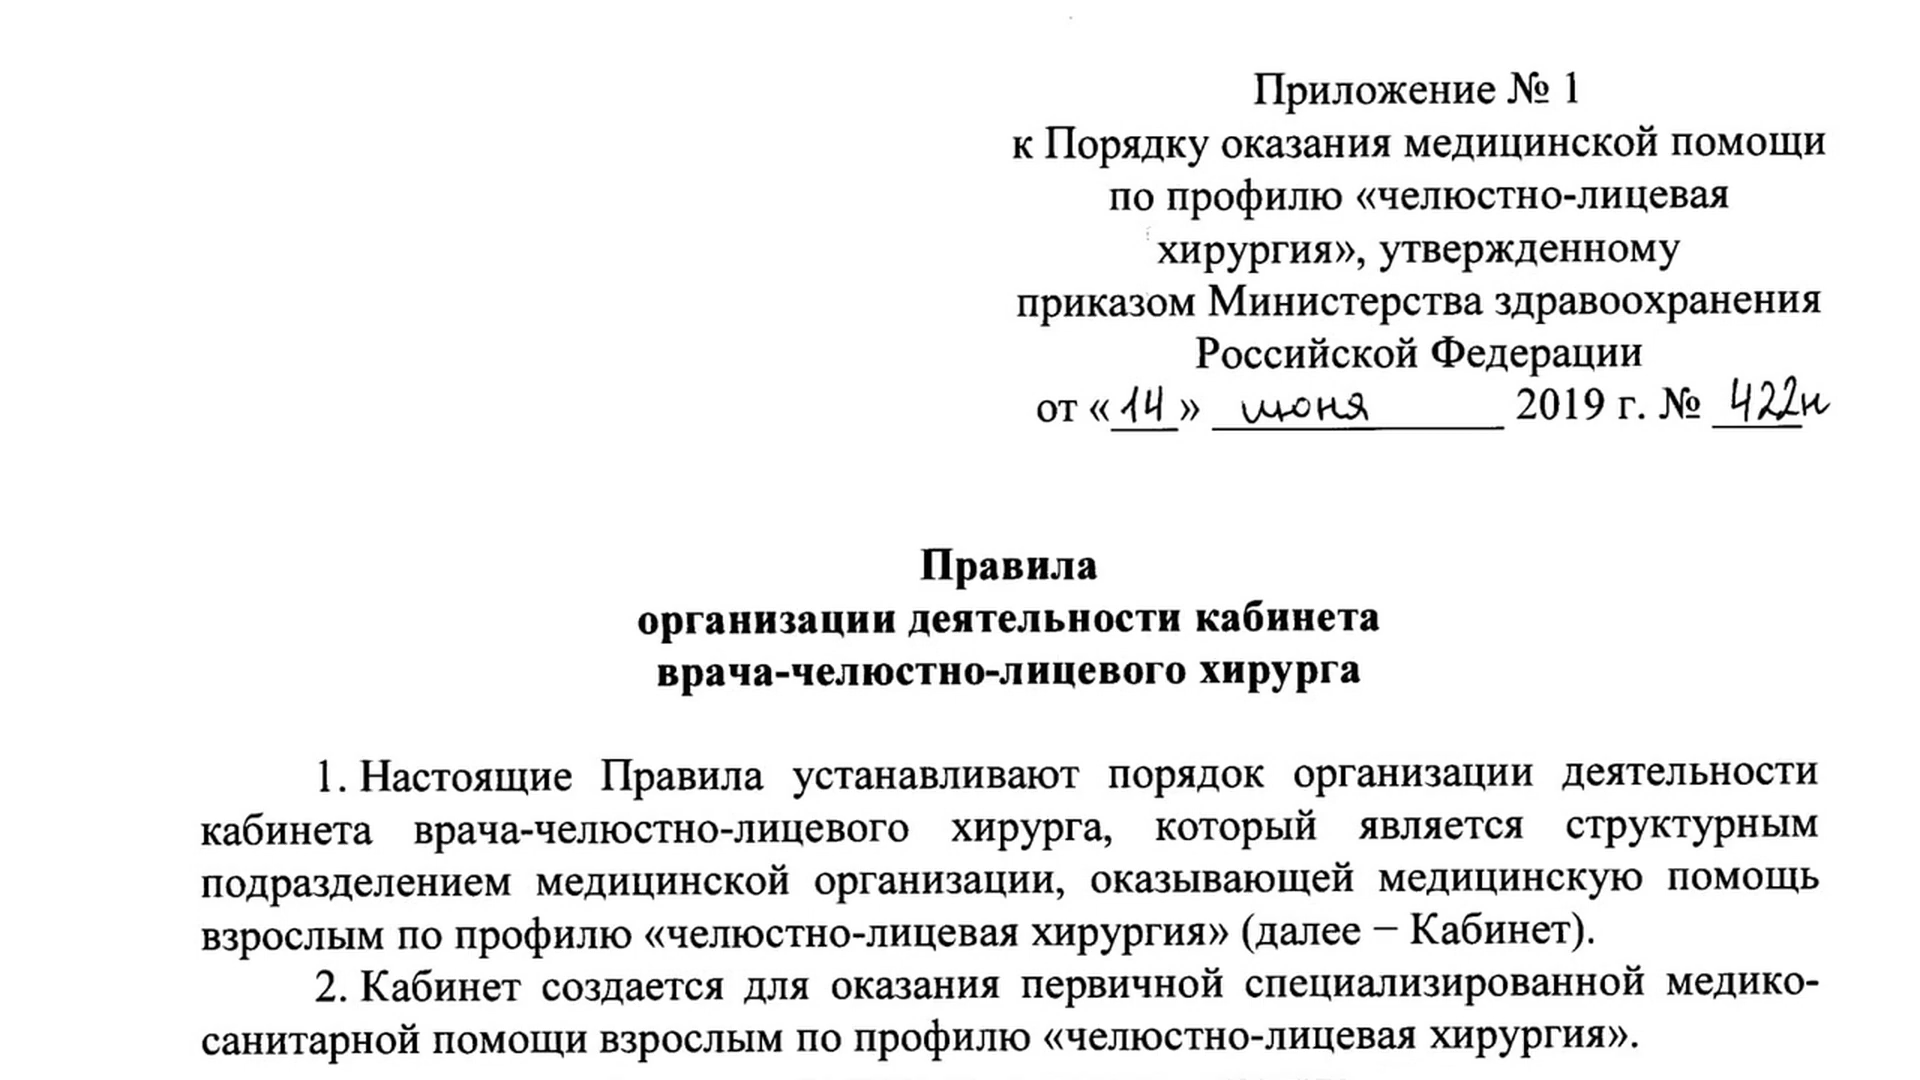 Приложение № 1
к Порядку оказания медицинской помощи
по профилю «челюстно-лицевая
хирургия», утвержденному
приказом Министерства здравоохранения
Российской Федерации
от «14» июня 2019 г. № 422н
Правила
организации деятельности кабинета
врача-челюстно-лицевого хирурга
1. Настоящие Правила устанавливают порядок организации деятельности
кабинета врача-челюстно-лицевого хирурга, который является структурным
подразделением медицинской организации, оказывающей медицинскую помощь
взрослым по профилю «челюстно-лицевая хирургия» (далее − Кабинет).
2. Кабинет создается для оказания первичной специализированной медико-
санитарной помощи взрослым по профилю «челюстно-лицевая хирургия».